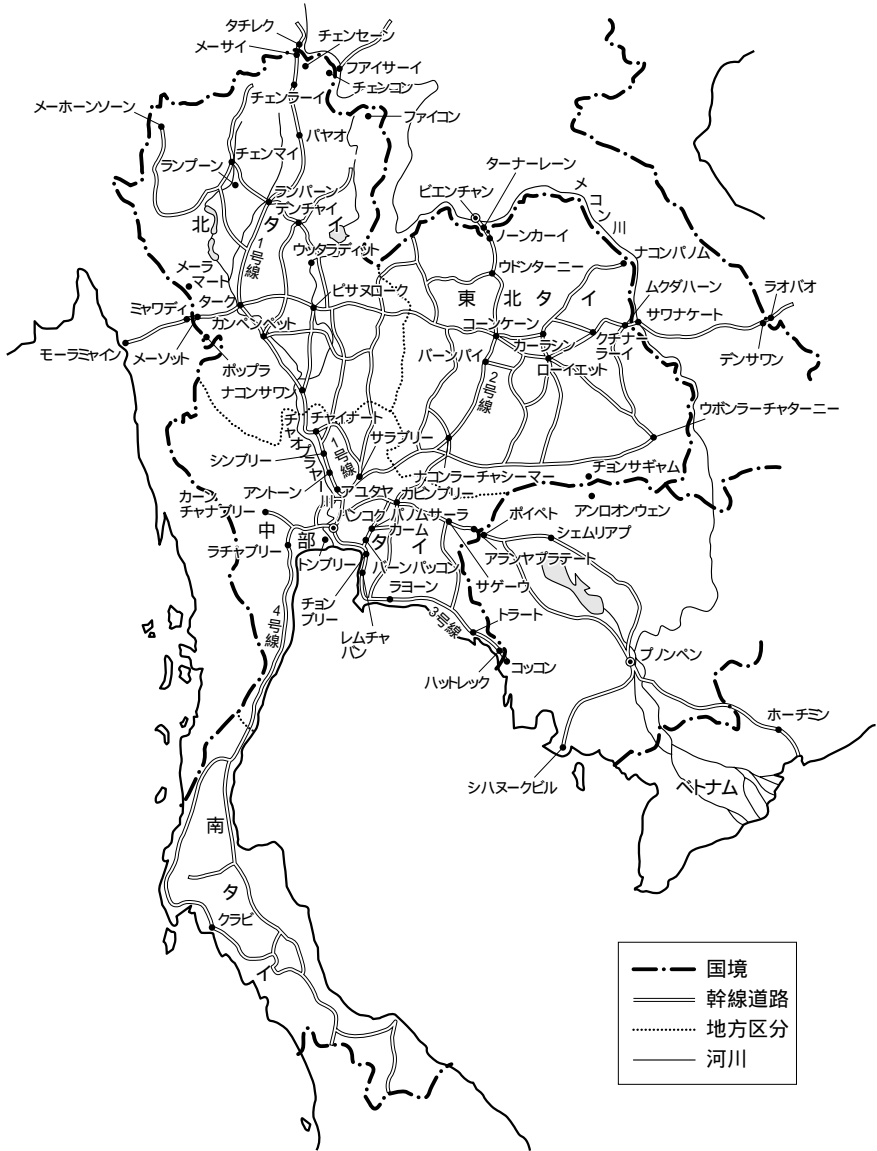 タチレク
チェンセーン
メーサイ
フアイサーイ
チェンコン
チェンラーイ
メーホーンソーン
ファイコン
パヤオ
チェンマイ
ランプーン
ターナーレーン
ビエンチャン
メコン川
ランパーン
デンチャイ
北タイ
1号線
ウッタラディット
ノーンカーイ
ナコンパノム
メーラマート
ウドンターニー
ピサヌローク
東北タイ
ムクダハーン
ラオバオ
ターク
ミャワディ
サワナケート
カンペンペット
コーンケーン
カーラシン
クチナーラーイ
モーラミャイン
メーソット
ポップラ
バーンパイ
ローイエット
デンサワン
ナコンサワン
2号線
チャオプラヤー川
チャイナート
サラブリー
ウボンラーチャターニー
シンブリー
1号線
ナコンラーチャシーマー
チョンサギャム
アントーン
アユタヤ
カビンブリー
アンロオンウェン
カーンチャナブリー
バンコク
パノムサーラカーム
ポイペト
シェムリアプ
中部タイ
ラチャブリー
トンブリー
アランヤプラテート
バーンパッコン
サゲーウ
チョンブリー
ラヨーン
4号線
3号線
トラート
レムチャバン
プノンペン
ハットレック
コッコン
ホーチミン
シハヌークビル
ベトナム
南タイ
クラビ
国境
幹線道路
地方区分
河川